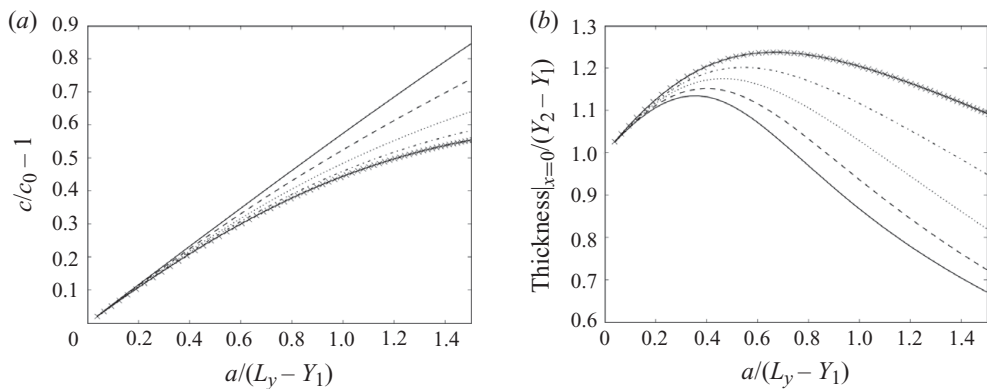 (a)
0.9
0.8
0.7
0.6
0.5
0.4
0.3
0.2
0.1
0 0.2 0.4 0.6 0.8 1.0 1.2 1.4
c/c₀ – 1
a/(L_y – Y₁)
(b)
1.3
1.2
1.1
1.0
0.9
0.8
0.7
0.6
0 0.2 0.4 0.6 0.8 1.0 1.2 1.4
Thickness|ₓ₌₀/(Y₂ – Y₁)
a/(L_y – Y₁)